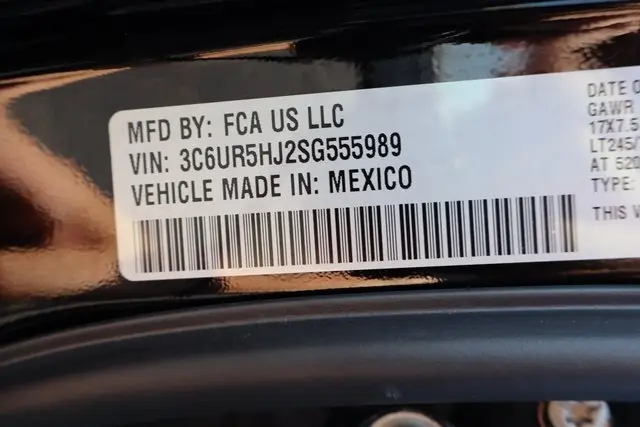 MFD BY: FCA US LLC
VIN: 3C6UR5HJ2SG555989
VEHICLE MADE IN: MEXICO
DATE O
GAWR
17X7.5
LT245/
AT 520
TYPE:
THIS V